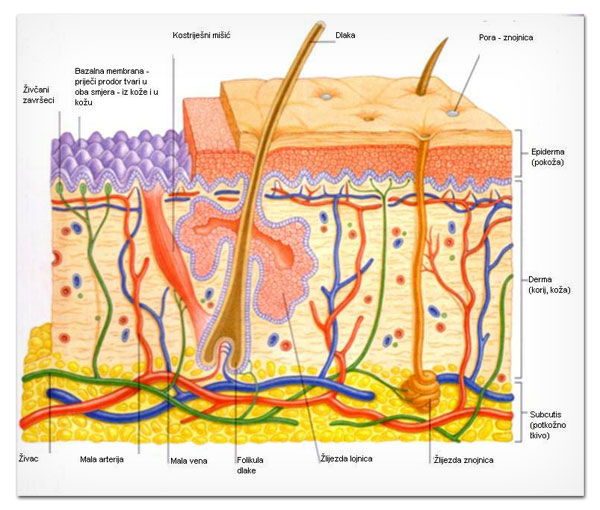 Kostriješni mišić
Dlaka
Pora - znojnica
Živčani
završeci
Bazalna membrana -
priječi prodor tvari u
oba smjera - iz kože i u
kožu
Epiderma
(pokoža)
Derma
(korij, koža)
Subcutis
(potkožno
tkivo)
Živac
Mala arterija
Mala vena
Folikula
dlake
Žlijezda lojnica
Žlijezda znojnica